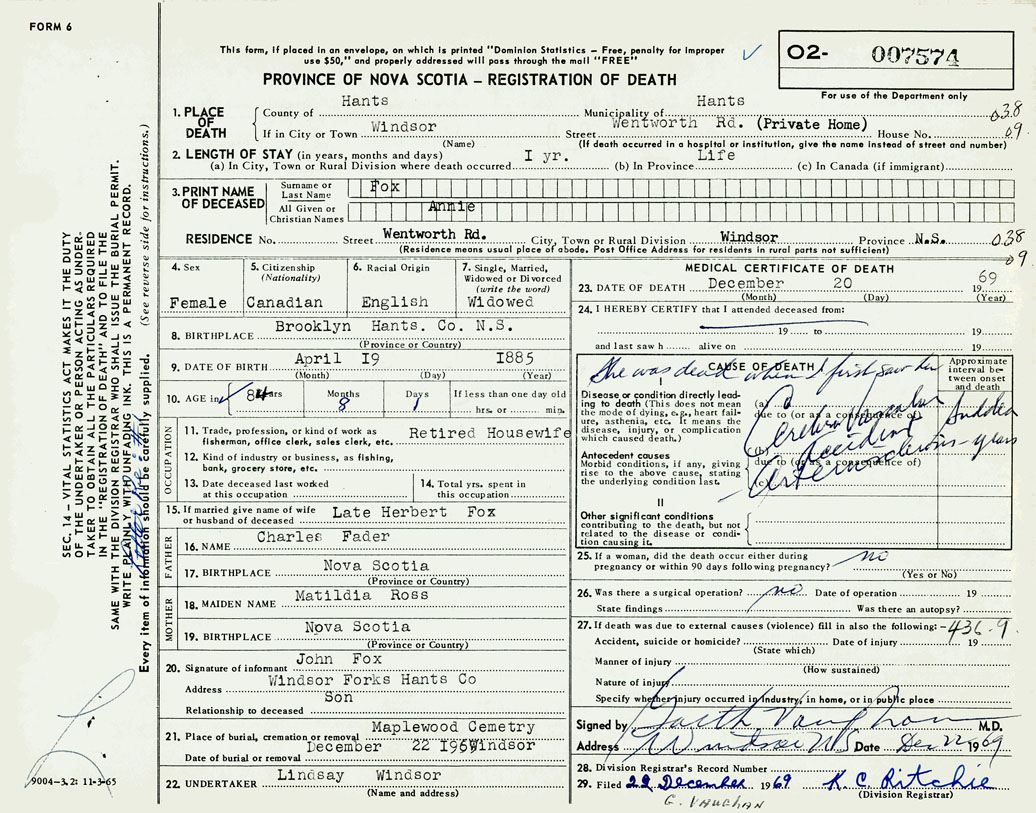 FORM 6
This form, if placed in an envelope, on which is printed "Dominion Statistics – Free, penalty for improper
use $50," and properly addressed will pass through the mail "FREE"
PROVINCE OF NOVA SCOTIA – REGISTRATION OF DEATH
02- 007574
For use of the Department only
038
09
SEC. 14 – VITAL STATISTICS ACT MAKES IT THE DUTY
OF THE UNDERTAKER OR PERSON ACTING AS UNDER-
TAKER TO OBTAIN ALL THE PARTICULARS REQUIRED
IN THE "REGISTRATION OF DEATH" AND TO FILE THE
SAME WITH THE DIVISION REGISTRAR WHO SHALL ISSUE THE BURIAL PERMIT.
WRITE PLAINLY WITH UNFADING INK. THIS IS A PERMANENT RECORD.
Every item of information should be carefully supplied. (See reverse side for instructions.)
1. PLACE OF DEATH
County of Hants Municipality of Hants
If in City or Town Windsor Street Wentworth Rd. (Private Home) House No.
(Name) (If death occurred in a hospital or institution, give the name instead of street and number)
2. LENGTH OF STAY (in years, months and days)
(a) In City, Town or Rural Division where death occurred I yr. (b) In Province Life (c) In Canada (if immigrant)
3. PRINT NAME OF DECEASED
Surname or Last Name Fox
All Given or Christian Names Annie
RESIDENCE No. Street Wentworth Rd. City, Town or Rural Division Windsor Province N.S. 038
(Residence means usual place of abode. Post Office Address for residents in rural parts not sufficient) 09
4. Sex Female
5. Citizenship (Nationality) Canadian
6. Racial Origin English
7. Single, Married, Widowed or Divorced (write the word) Widowed
8. BIRTHPLACE Brooklyn Hants. Co. N.S.
(Province or Country)
9. DATE OF BIRTH April I9 I885
(Month) (Day) (Year)
10. AGE in 84 Years Months 8 Days 1 If less than one day old
hrs. or min.
OCCUPATION
11. Trade, profession, or kind of work as
fisherman, office clerk, sales clerk, etc. Retired Housewife
12. Kind of industry or business, as fishing,
bank, grocery store, etc.
13. Date deceased last worked
at this occupation
14. Total yrs. spent in
this occupation
15. If married give name of wife
or husband of deceased Late Herbert Fox
FATHER
16. NAME Charles Fader
17. BIRTHPLACE Nova Scotia
(Province or Country)
MOTHER
18. MAIDEN NAME Matildia Ross
19. BIRTHPLACE Nova Scotia
(Province or Country)
20. Signature of informant John Fox
Address Windsor Forks Hants Co
Relationship to deceased Son
21. Place of burial, cremation or removal Maplewood Cemetry
Date of burial or removal December 22 1969 Windsor
22. UNDERTAKER Lindsay Windsor
(Name and address)
9004-3.2: 11-3-65
MEDICAL CERTIFICATE OF DEATH
23. DATE OF DEATH December 20 19 69
(Month) (Day) (Year)
24. I HEREBY CERTIFY that I attended deceased from:
19 to 19
and last saw h alive on 19
CAUSE OF DEATH
She was dead when I first saw her
Approximate interval between onset and death
I
Disease or condition directly lead-
ing to death (This does not mean
the mode of dying, e.g., heart fail-
ure, asthenia, etc. It means the
disease, injury, or complication
which caused death.)
(a) Cerebro Vascular Accident Sudden
due to (or as a consequence of)
Antecedent causes
Morbid conditions, if any, giving
rise to the above cause, stating
the underlying condition last.
(b) Arteriosclerosis - years
due to (or as a consequence of)
(c)
II
Other significant conditions
contributing to the death, but not
related to the disease or condi-
tion causing it.
25. If a woman, did the death occur either during
pregnancy or within 90 days following pregnancy? no
(Yes or No)
26. Was there a surgical operation? no Date of operation 19
State findings Was there an autopsy?
27. If death was due to external causes (violence) fill in also the following: -436.9
Accident, suicide or homicide? Date of injury 19
(State which)
Manner of injury
(How sustained)
Nature of injury
Specify whether injury occurred in industry, in home, or in public place
Signed by Garth Vaughan M.D.
Address Windsor NS Date Dec 22 1969
28. Division Registrar's Record Number
29. Filed 22 December 1969 K. C. Ritchie
(Division Registrar)
G. VAUGHAN